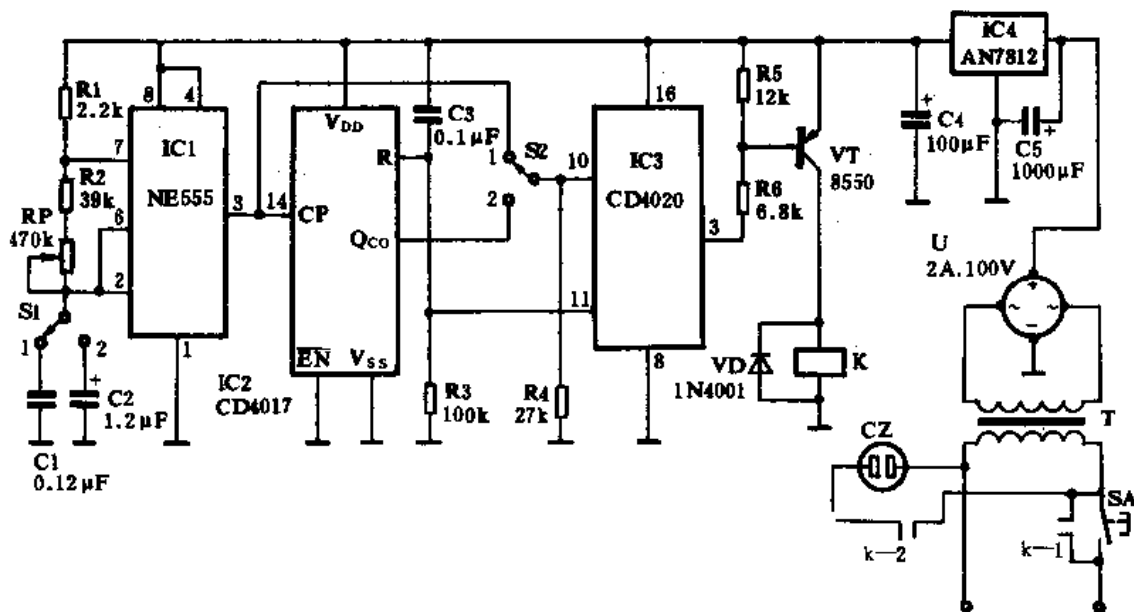 R1
2.2k
8
4
7
IC1
NE555
R2
39k
RP
470k
6
2
3
14
S1
1
2
1
C2
1.2μF
C1
0.12μF
VDD
R
CP
QCO
EN
VSS
IC2
CD4017
C3
0.1μF
S2
1
2
R3
100k
R4
27k
10
11
16
IC3
CD4020
3
8
R5
12k
R6
6.8k
VT
8550
VD
1N4001
K
C4
100μF
+
IC4
AN7812
C5
1000μF
+
U
2A.100V
+
~
~
−
T
CZ
SA
k—2
k—1
+